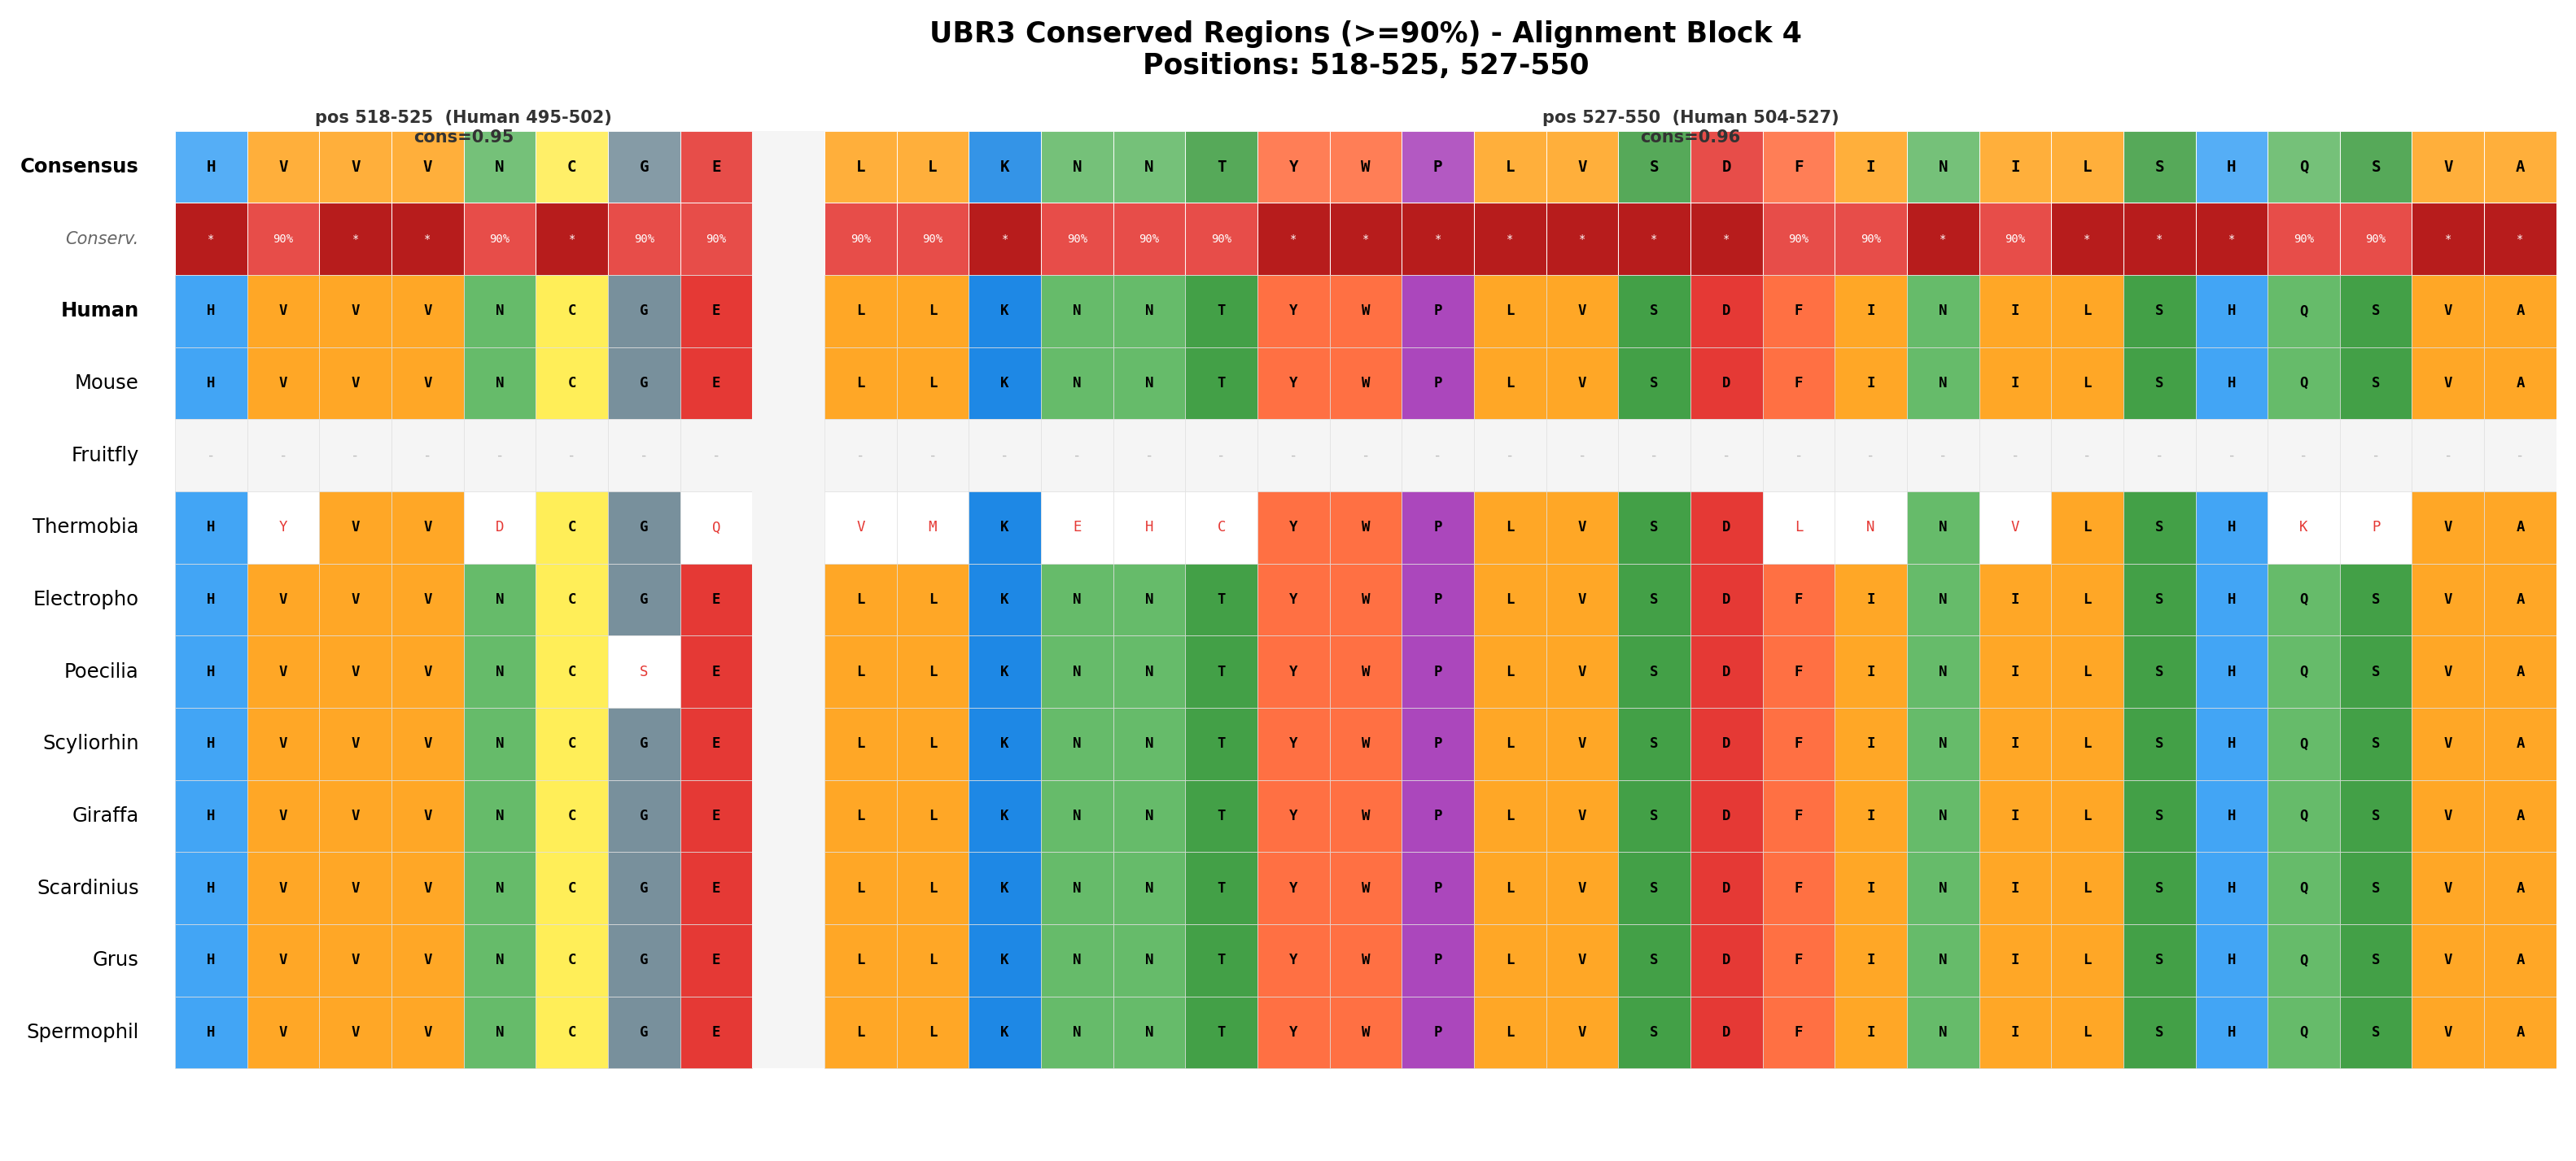 UBR3 Conserved Regions (>=90%) - Alignment Block 4
Positions: 518-525, 527-550
pos 518-525  (Human 495-502)
cons=0.95
pos 527-550  (Human 504-527)
cons=0.96
Consensus H V V V N C G E L L K N N T Y W P L V S D F I N I L S H Q S V A
Conserv. * 90% * * 90% * 90% 90% 90% 90% * 90% 90% 90% * * * * * * * 90% 90% * 90% * * * 90% 90% * *
Human H V V V N C G E L L K N N T Y W P L V S D F I N I L S H Q S V A
Mouse H V V V N C G E L L K N N T Y W P L V S D F I N I L S H Q S V A
Fruitfly - - - - - - - - - - - - - - - - - - - - - - - - - - - - - - - -
Thermobia H Y V V D C G Q V M K E H C Y W P L V S D L N N V L S H K P V A
Electropho H V V V N C G E L L K N N T Y W P L V S D F I N I L S H Q S V A
Poecilia H V V V N C S E L L K N N T Y W P L V S D F I N I L S H Q S V A
Scyliorhin H V V V N C G E L L K N N T Y W P L V S D F I N I L S H Q S V A
Giraffa H V V V N C G E L L K N N T Y W P L V S D F I N I L S H Q S V A
Scardinius H V V V N C G E L L K N N T Y W P L V S D F I N I L S H Q S V A
Grus H V V V N C G E L L K N N T Y W P L V S D F I N I L S H Q S V A
Spermophil H V V V N C G E L L K N N T Y W P L V S D F I N I L S H Q S V A